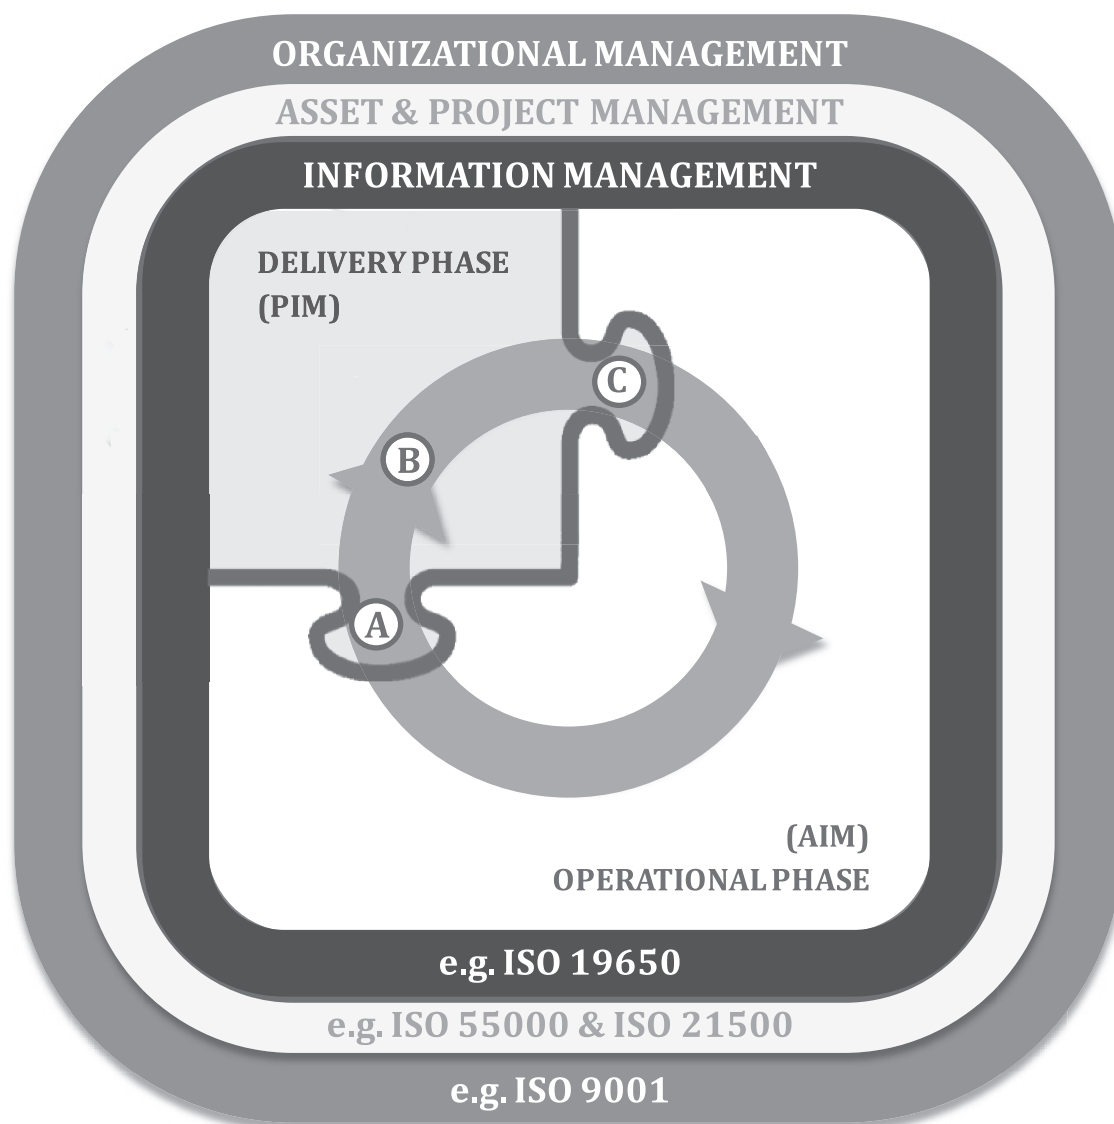 ORGANIZATIONAL MANAGEMENT
ASSET & PROJECT MANAGEMENT
INFORMATION MANAGEMENT
DELIVERY PHASE
(PIM)
C
B
A
(AIM)
OPERATIONAL PHASE
e.g. ISO 19650
e.g. ISO 55000 & ISO 21500
e.g. ISO 9001